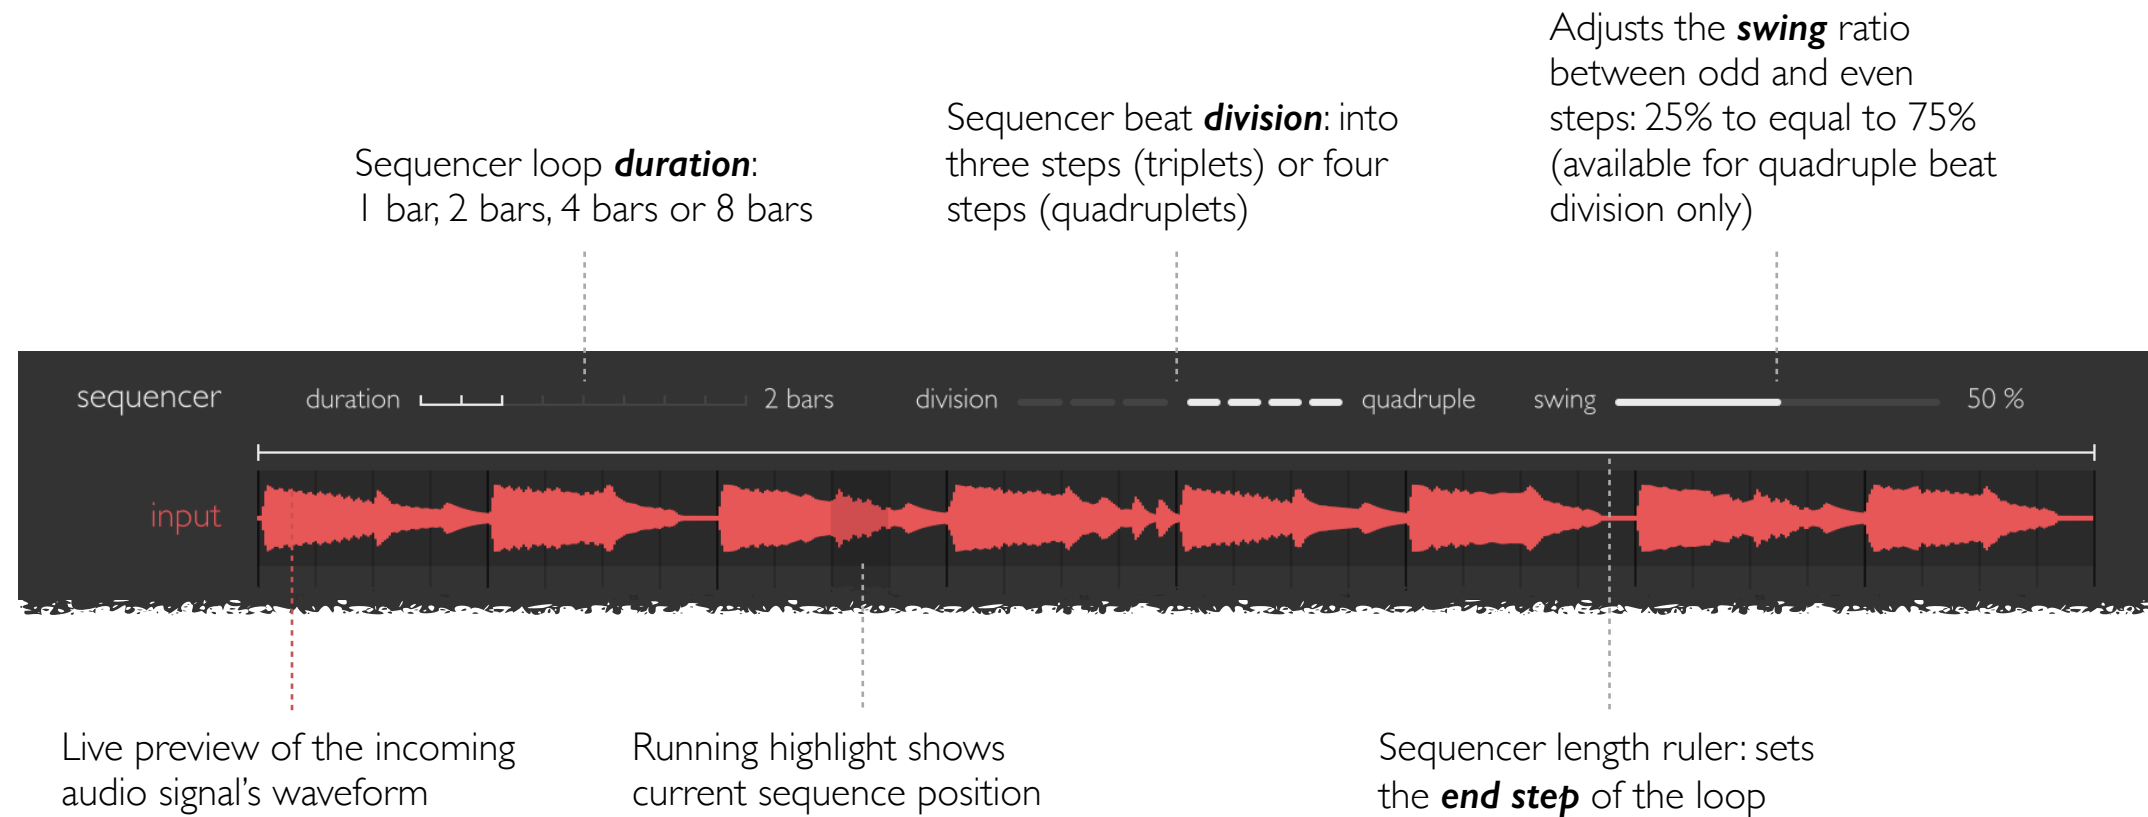 Adjusts the swing ratio
between odd and even
steps: 25% to equal to 75%
(available for quadruple beat
division only)
Sequencer beat division: into
three steps (triplets) or four
steps (quadruplets)
Sequencer loop duration:
1 bar, 2 bars, 4 bars or 8 bars
sequencer duration 2 bars division quadruple swing 50 %
input
Live preview of the incoming
audio signal's waveform
Running highlight shows
current sequence position
Sequencer length ruler: sets
the end step of the loop